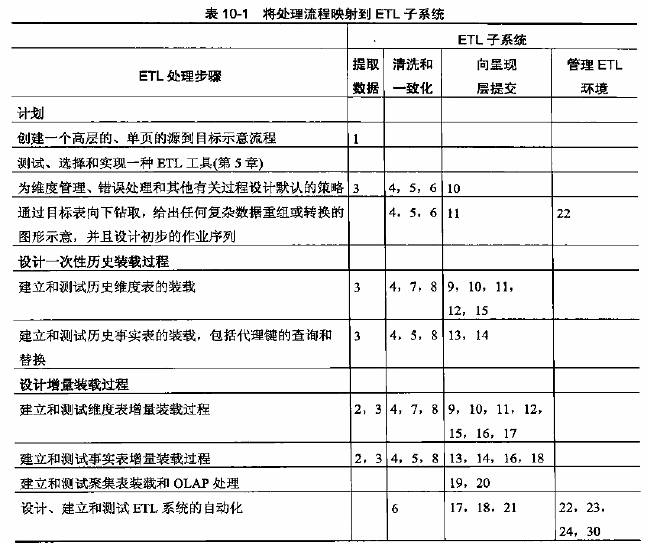 表 10-1 将处理流程映射到 ETL 子系统
ETL 子系统
ETL 处理步骤
提取
数据
清洗和
一致化
向呈现
层提交
管理 ETL
环境
计划
创建一个高层的、单页的源到目标示意流程 1
测试、选择和实现一种 ETL 工具(第 5 章)
为维度管理、错误处理和其他有关过程设计默认的策略 3 4，5，6 10
通过目标表向下钻取，给出任何复杂数据重组或转换的 4，5，6 11 22
图形示意，并且设计初步的作业序列
设计一次性历史装载过程
建立和测试历史维度表的装载 3 4，7，8 9，10，11，
12，15
建立和测试历史事实表的装载，包括代理键的查询和 3 4，5，8 13，14
替换
设计增量装载过程
建立和测试维度表增量装载过程 2，3 4，7，8 9，10，11，12，
15，16，17
建立和测试事实表增量装载过程 2，3 4，5，8 13，14，16，18
建立和测试聚集表装载和 OLAP 处理 19，20
设计、建立和测试 ETL 系统的自动化 6 17，18，21 22，23，
24，30